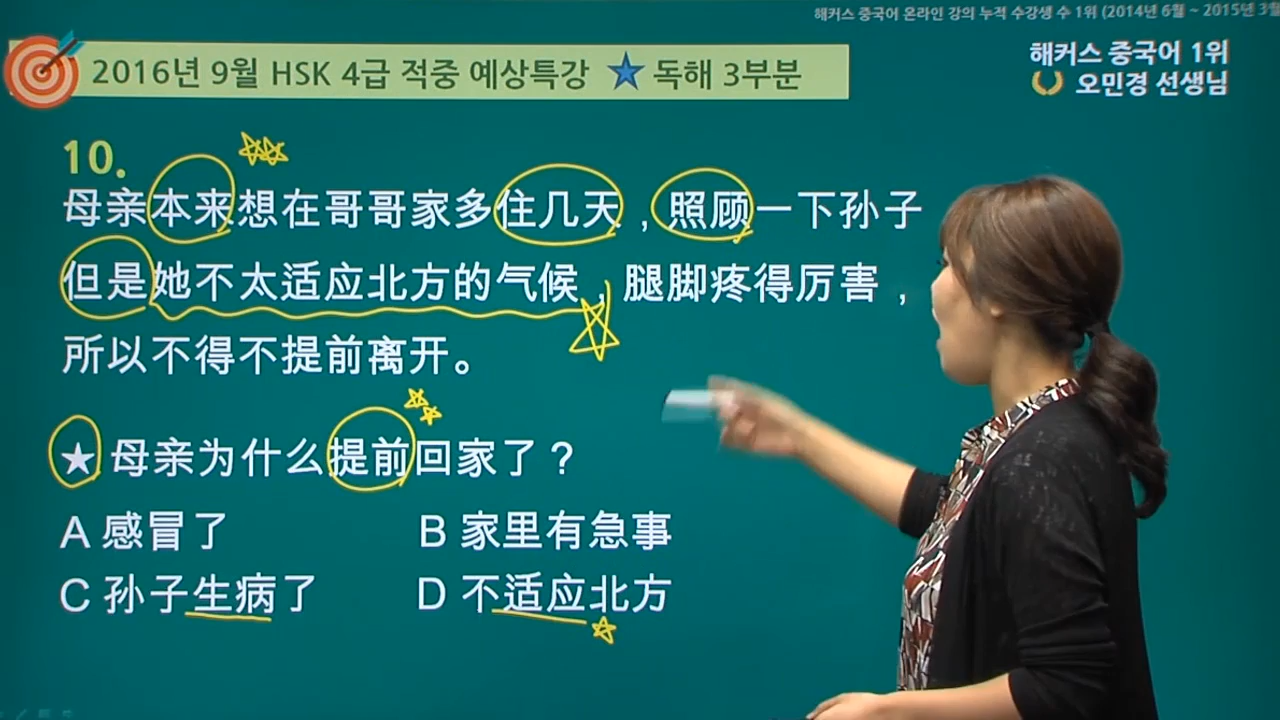 해커스 중국어 온라인 강의 누적 수강생 수 1위 (2014년 6월 ~ 2015년 3월
2016년 9월 HSK 4급 적중 예상특강 ★ 독해 3부분
해커스 중국어 1위
오민경 선생님
10.
母亲本来想在哥哥家多住几天，照顾一下孙子
但是她不太适应北方的气候，腿脚疼得厉害，
所以不得不提前离开。
★ 母亲为什么提前回家了？
A 感冒了 B 家里有急事
C 孙子生病了 D 不适应北方